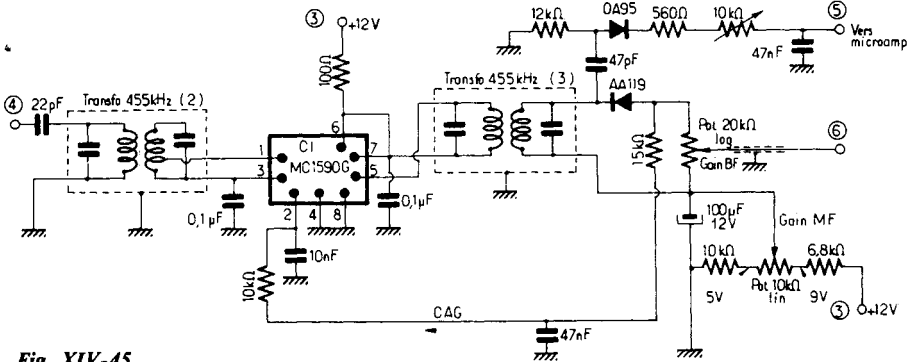 ③ +12V
12kΩ
OA95
560Ω
10kΩ
⑤
Vers
microamp
47nF
47pF
100Ω
④ 22pF
Transfo 455kHz (2)
Transfo 455kHz (3)
AA119
6
CI
MC1590G
1
3
7
5
2
4
8
0,1µF
0,1µF
15kΩ
Pot 20kΩ
log
Gain BF
⑥
100µF
12V
Gain MF
10nF
10kΩ
10kΩ
6,8kΩ
5V
Pot 10kΩ
lin
9V
③ +12V
CAG
47nF
Fig. XIV-45